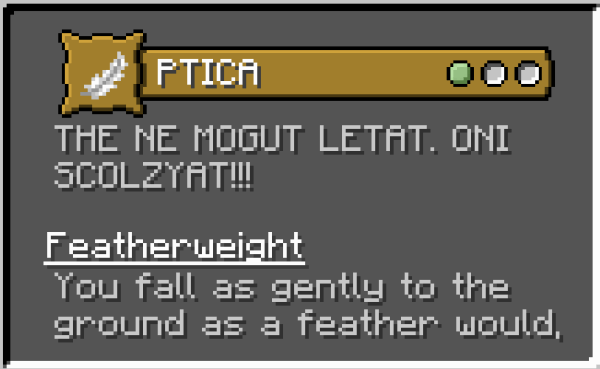 PTICA
THE NE MOGUT LETAT. ONI
SCOLZYAT!!!
Featherweight
You fall as gently to the
ground as a feather would,